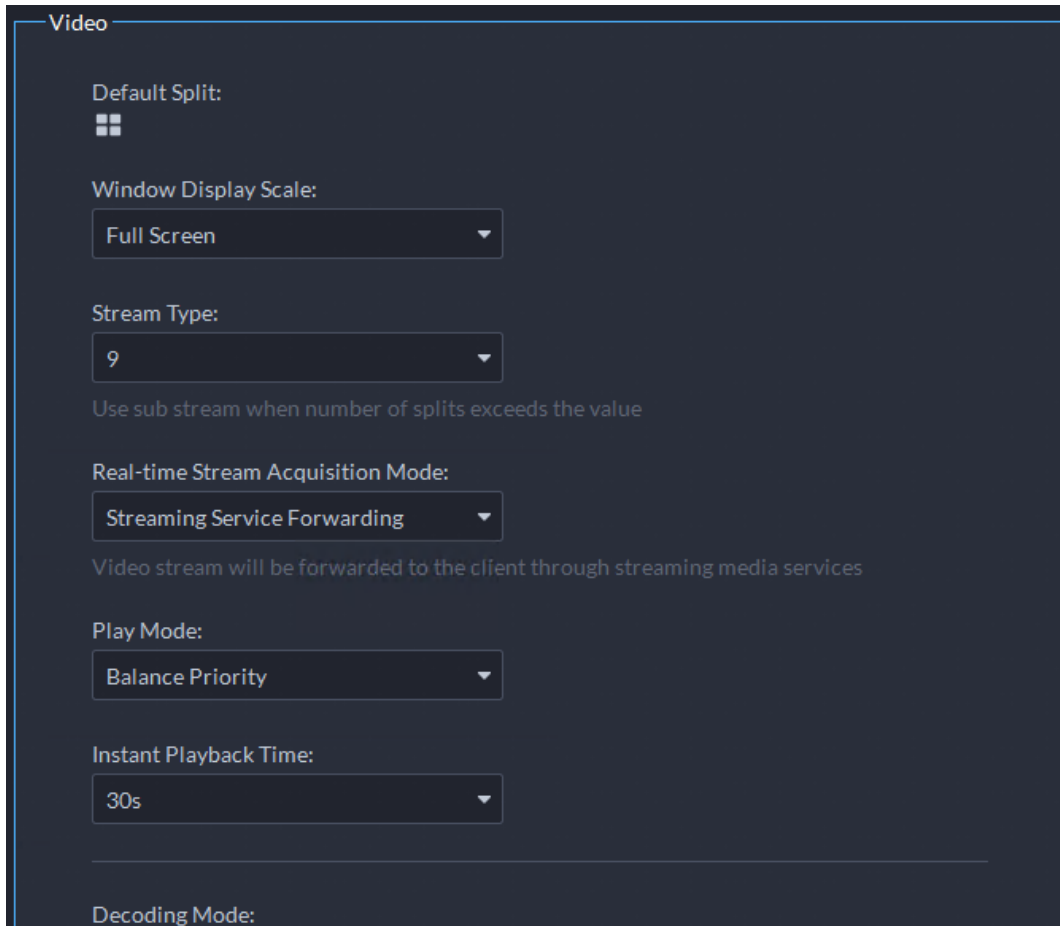 Video
Default Split:
Window Display Scale:
Full Screen
Stream Type:
9
Use sub stream when number of splits exceeds the value
Real-time Stream Acquisition Mode:
Streaming Service Forwarding
Video stream will be forwarded to the client through streaming media services
Play Mode:
Balance Priority
Instant Playback Time:
30s
Decoding Mode: